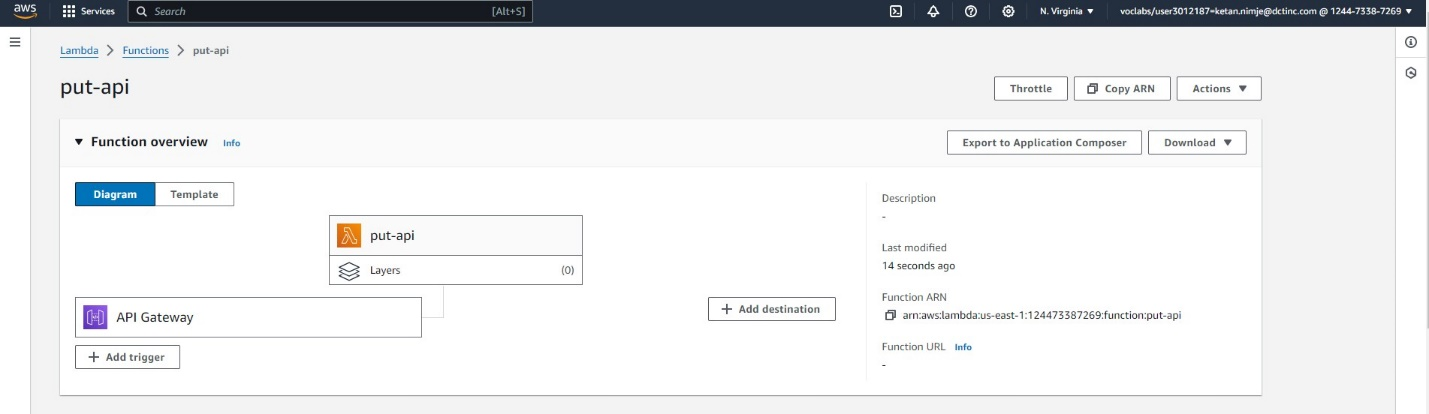 aws Services Search [Alt+S] N. Virginia voclabs/user3012187=ketan.nimje@dctinc.com @ 1244-7338-7269
Lambda > Functions > put-api
put-api
Throttle Copy ARN Actions
Function overview Info Export to Application Composer Download
Diagram Template
Description
-
put-api
Layers (0)
Last modified
14 seconds ago
API Gateway
Add trigger
Add destination
Function ARN
arn:aws:lambda:us-east-1:124473387269:function:put-api
Function URL Info
-